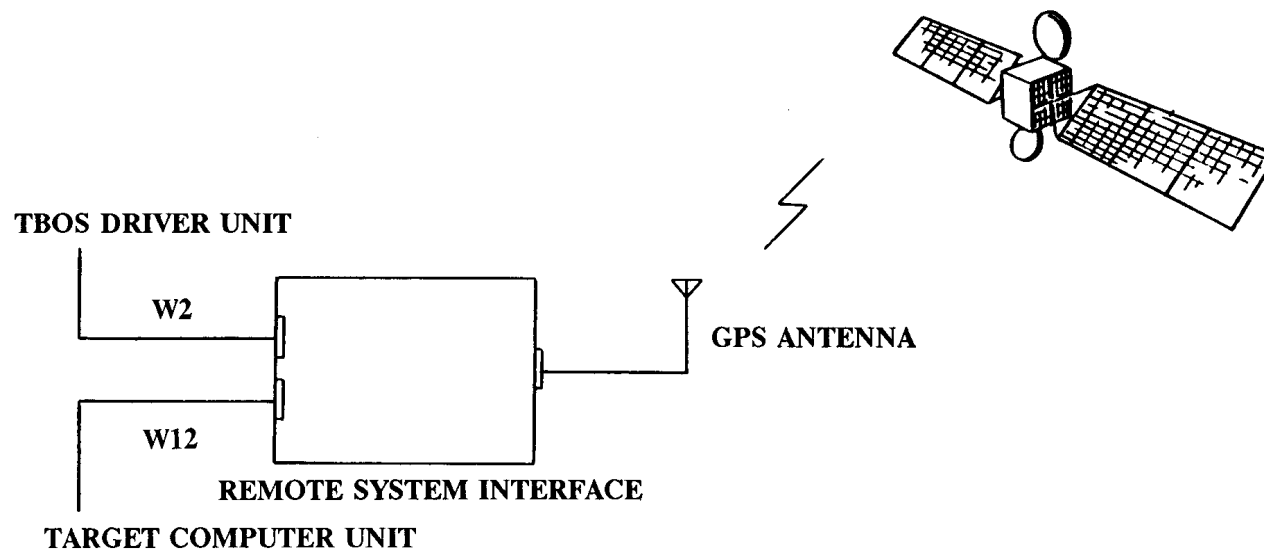 TBOS DRIVER UNIT
W2
GPS ANTENNA
W12
REMOTE SYSTEM INTERFACE
TARGET COMPUTER UNIT